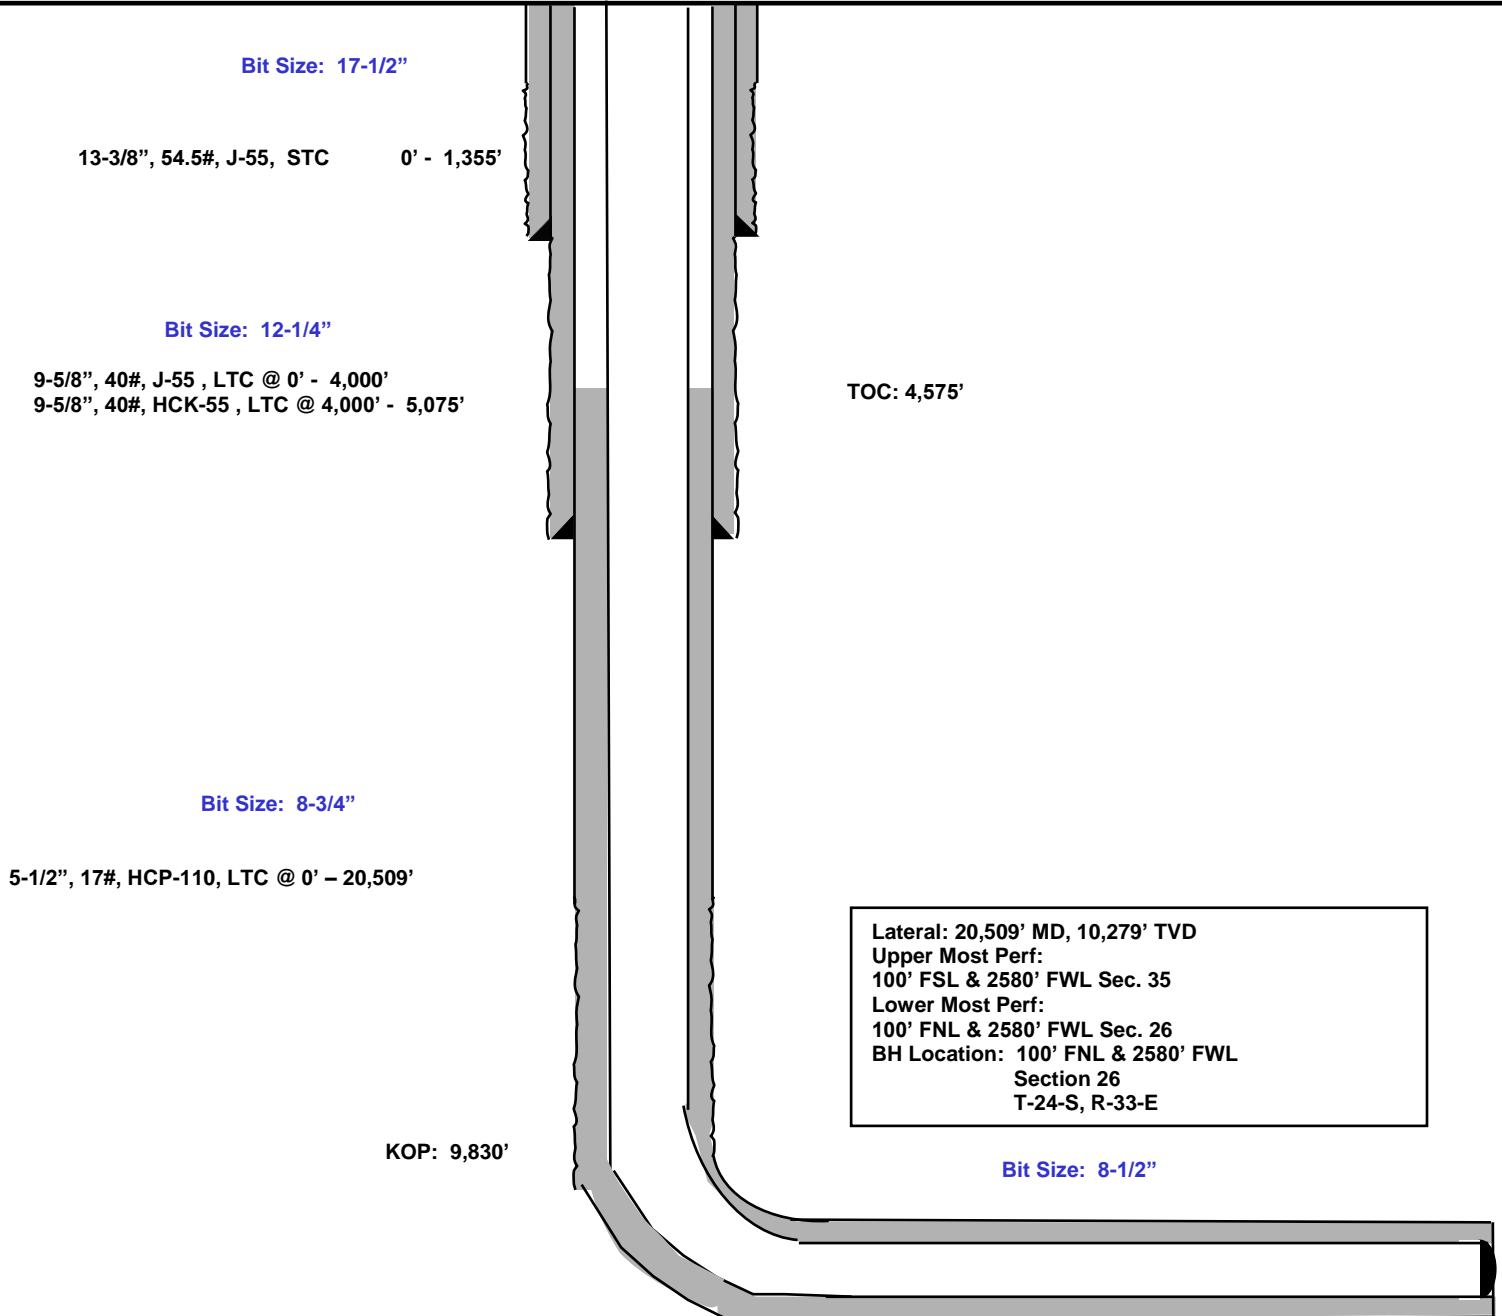 Bit Size: 17-1/2”
13-3/8”, 54.5#, J-55, STC 0’ - 1,355’
Bit Size: 12-1/4”
9-5/8”, 40#, J-55 , LTC @ 0’ - 4,000’
9-5/8”, 40#, HCK-55 , LTC @ 4,000’ - 5,075’
TOC: 4,575’
Bit Size: 8-3/4”
5-1/2”, 17#, HCP-110, LTC @ 0’ – 20,509’
Lateral: 20,509’ MD, 10,279’ TVD
Upper Most Perf:
100’ FSL & 2580’ FWL Sec. 35
Lower Most Perf:
100’ FNL & 2580’ FWL Sec. 26
BH Location: 100’ FNL & 2580’ FWL
Section 26
T-24-S, R-33-E
KOP: 9,830’
Bit Size: 8-1/2”